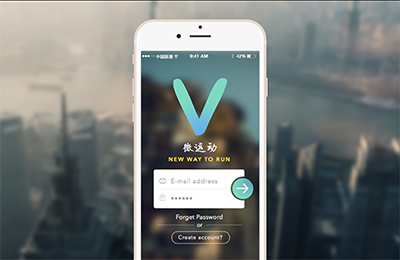 中国联通 9:41 AM 42%
微运动
NEW WAY TO RUN
E-mail address
Forget Password
or
Create account?